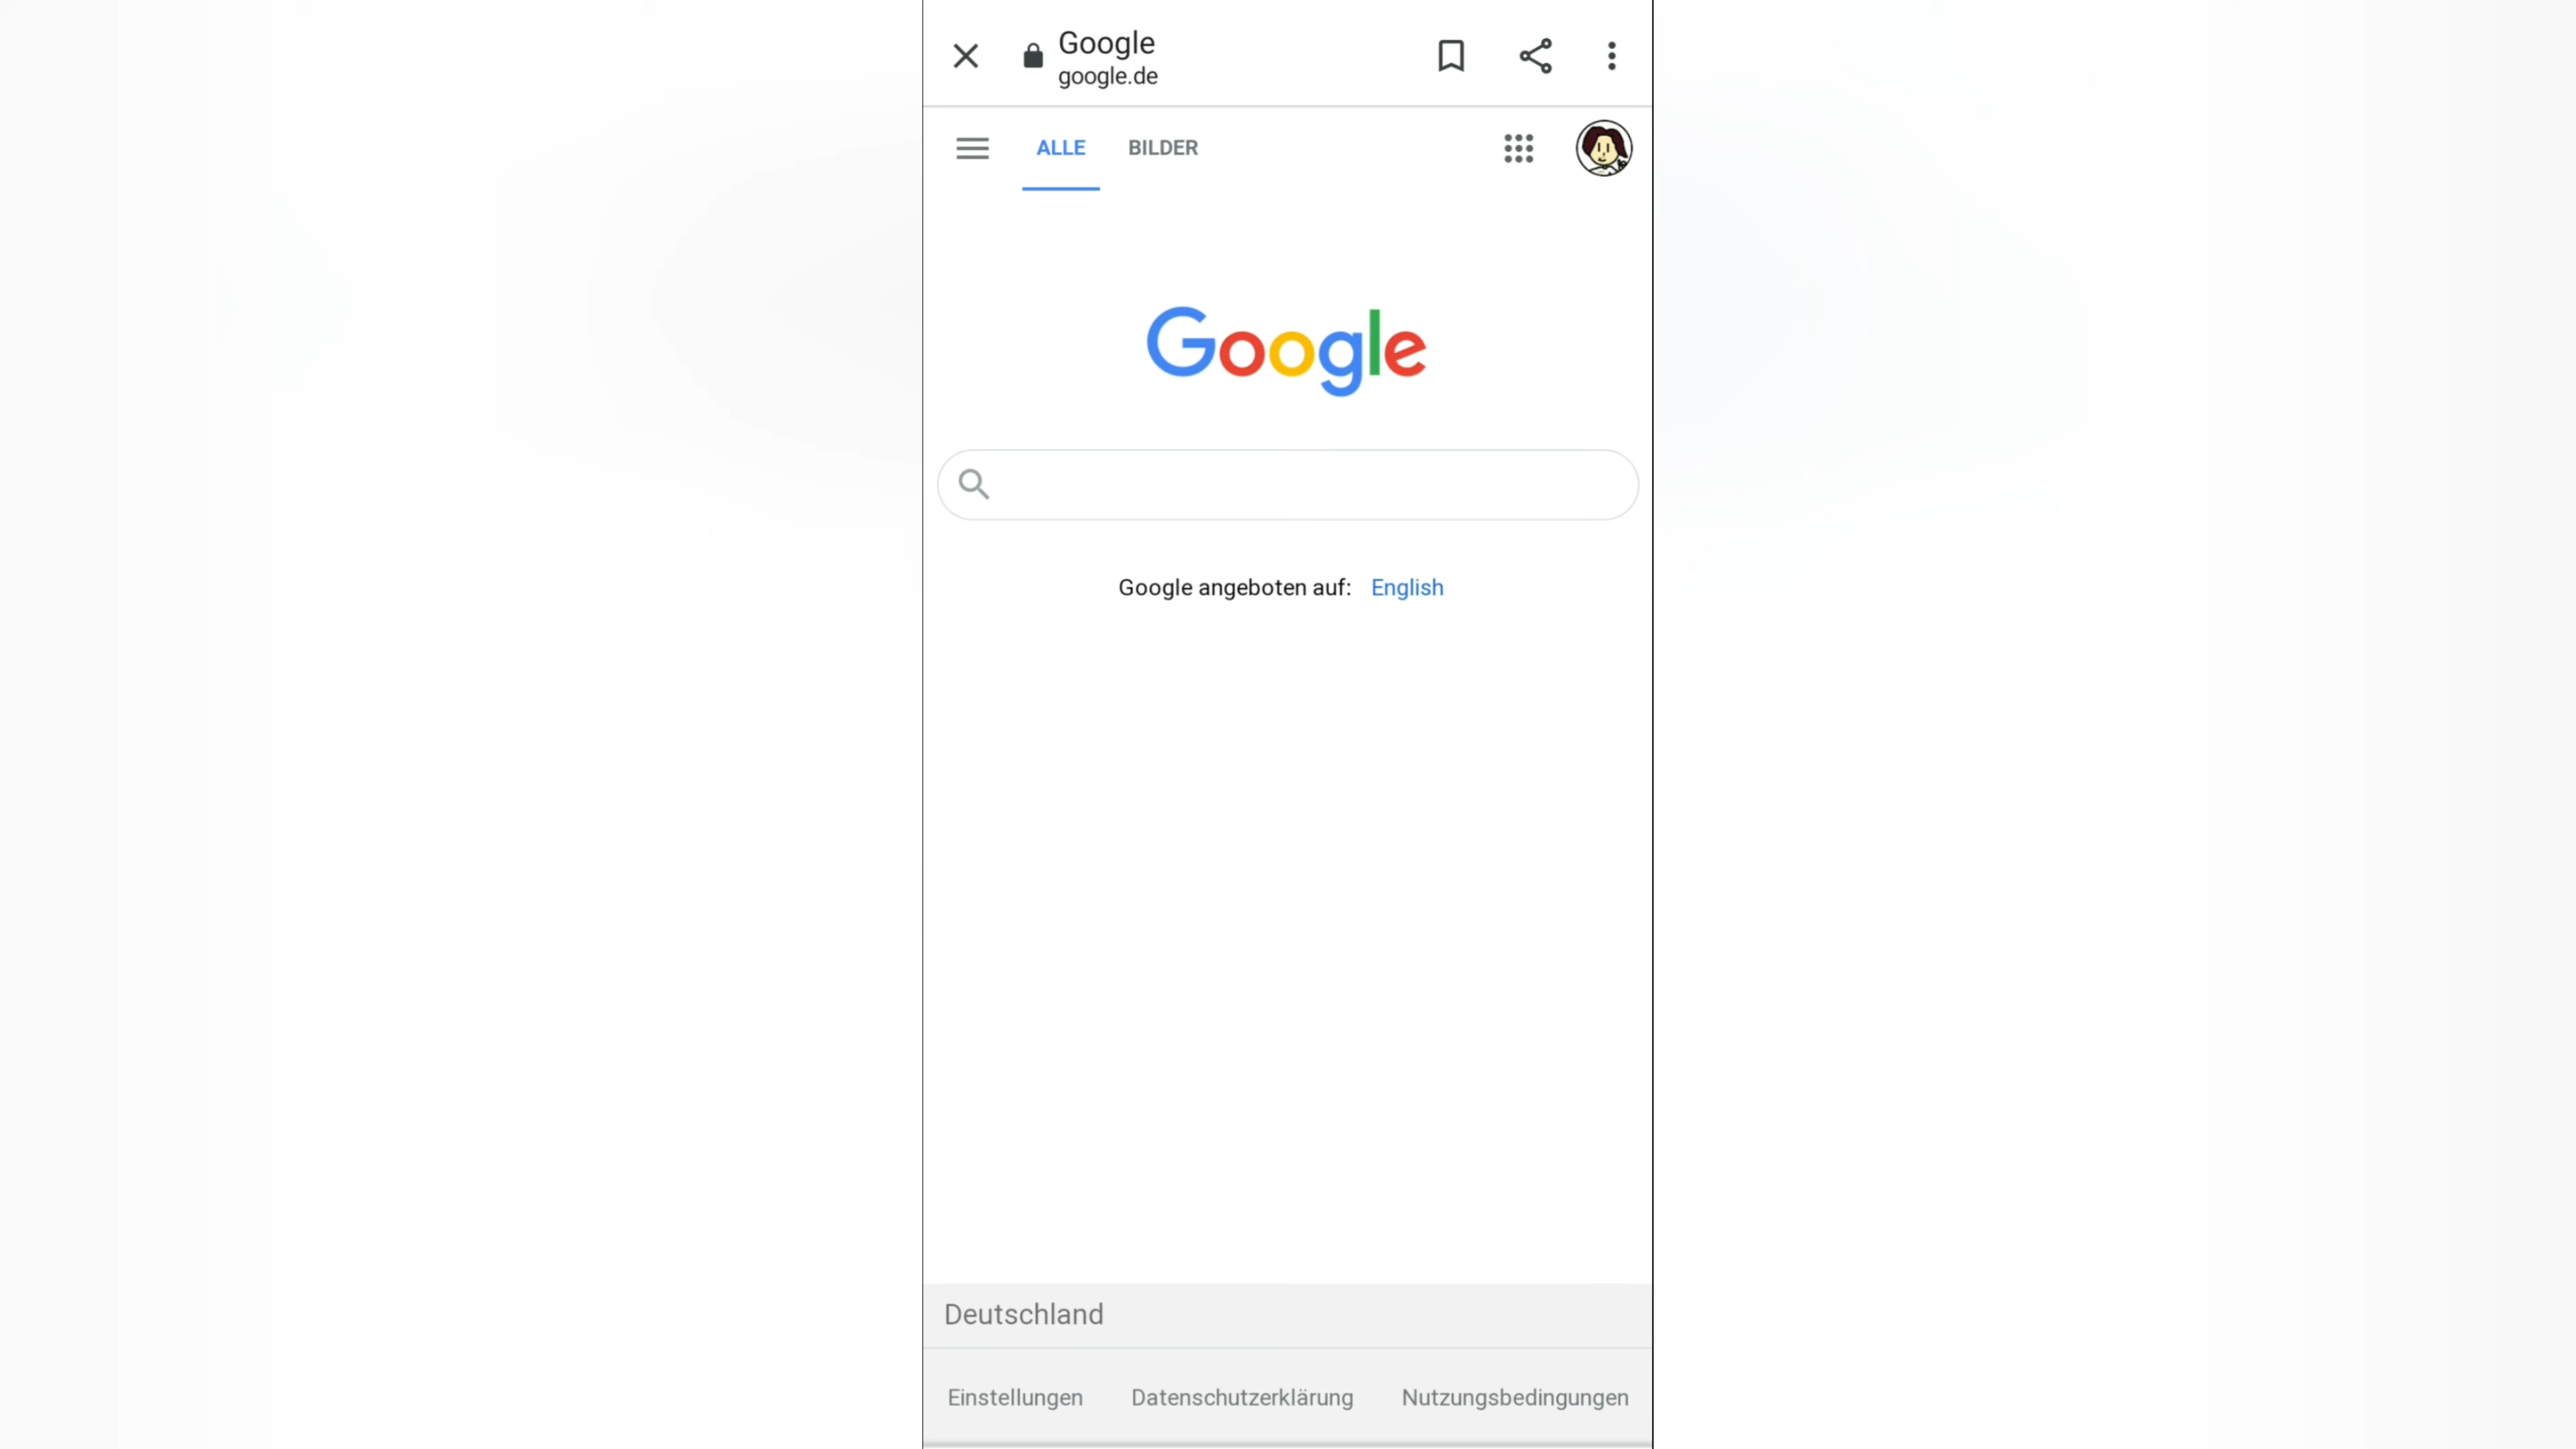 Google
google.de
ALLE BILDER
Google
Google angeboten auf: English
Deutschland
Einstellungen Datenschutzerklärung Nutzungsbedingungen